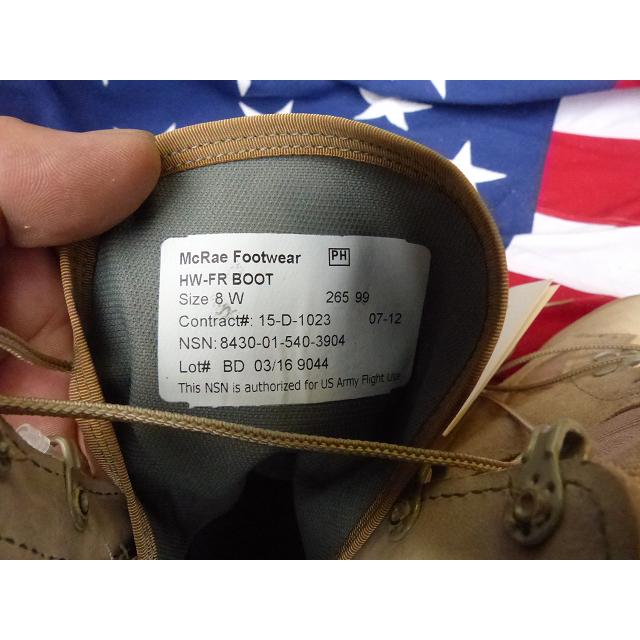 McRae Footwear PH
HW-FR BOOT
Size 8 W 265 99
Contract#: 15-D-1023 07-12
NSN: 8430-01-540-3904
Lot# BD 03/16 9044
This NSN is authorized for US Army Flight Use